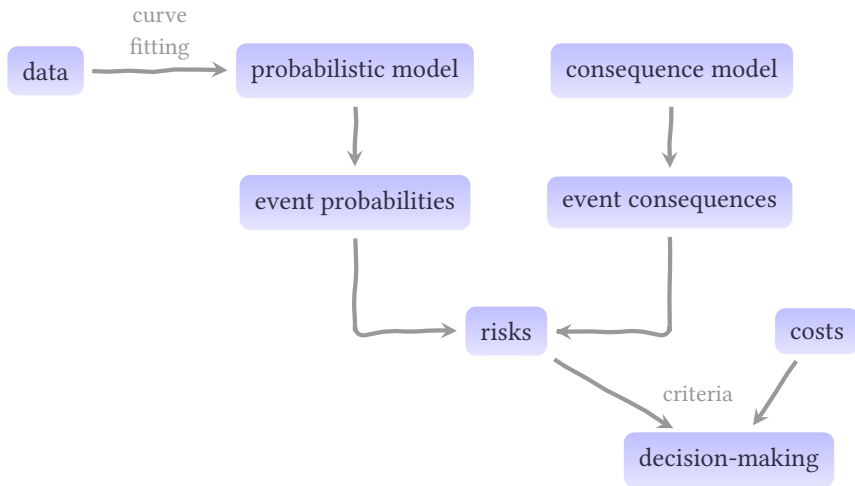 curve
fitting
data
probabilistic model
consequence model
event probabilities
event consequences
risks
costs
criteria
decision-making